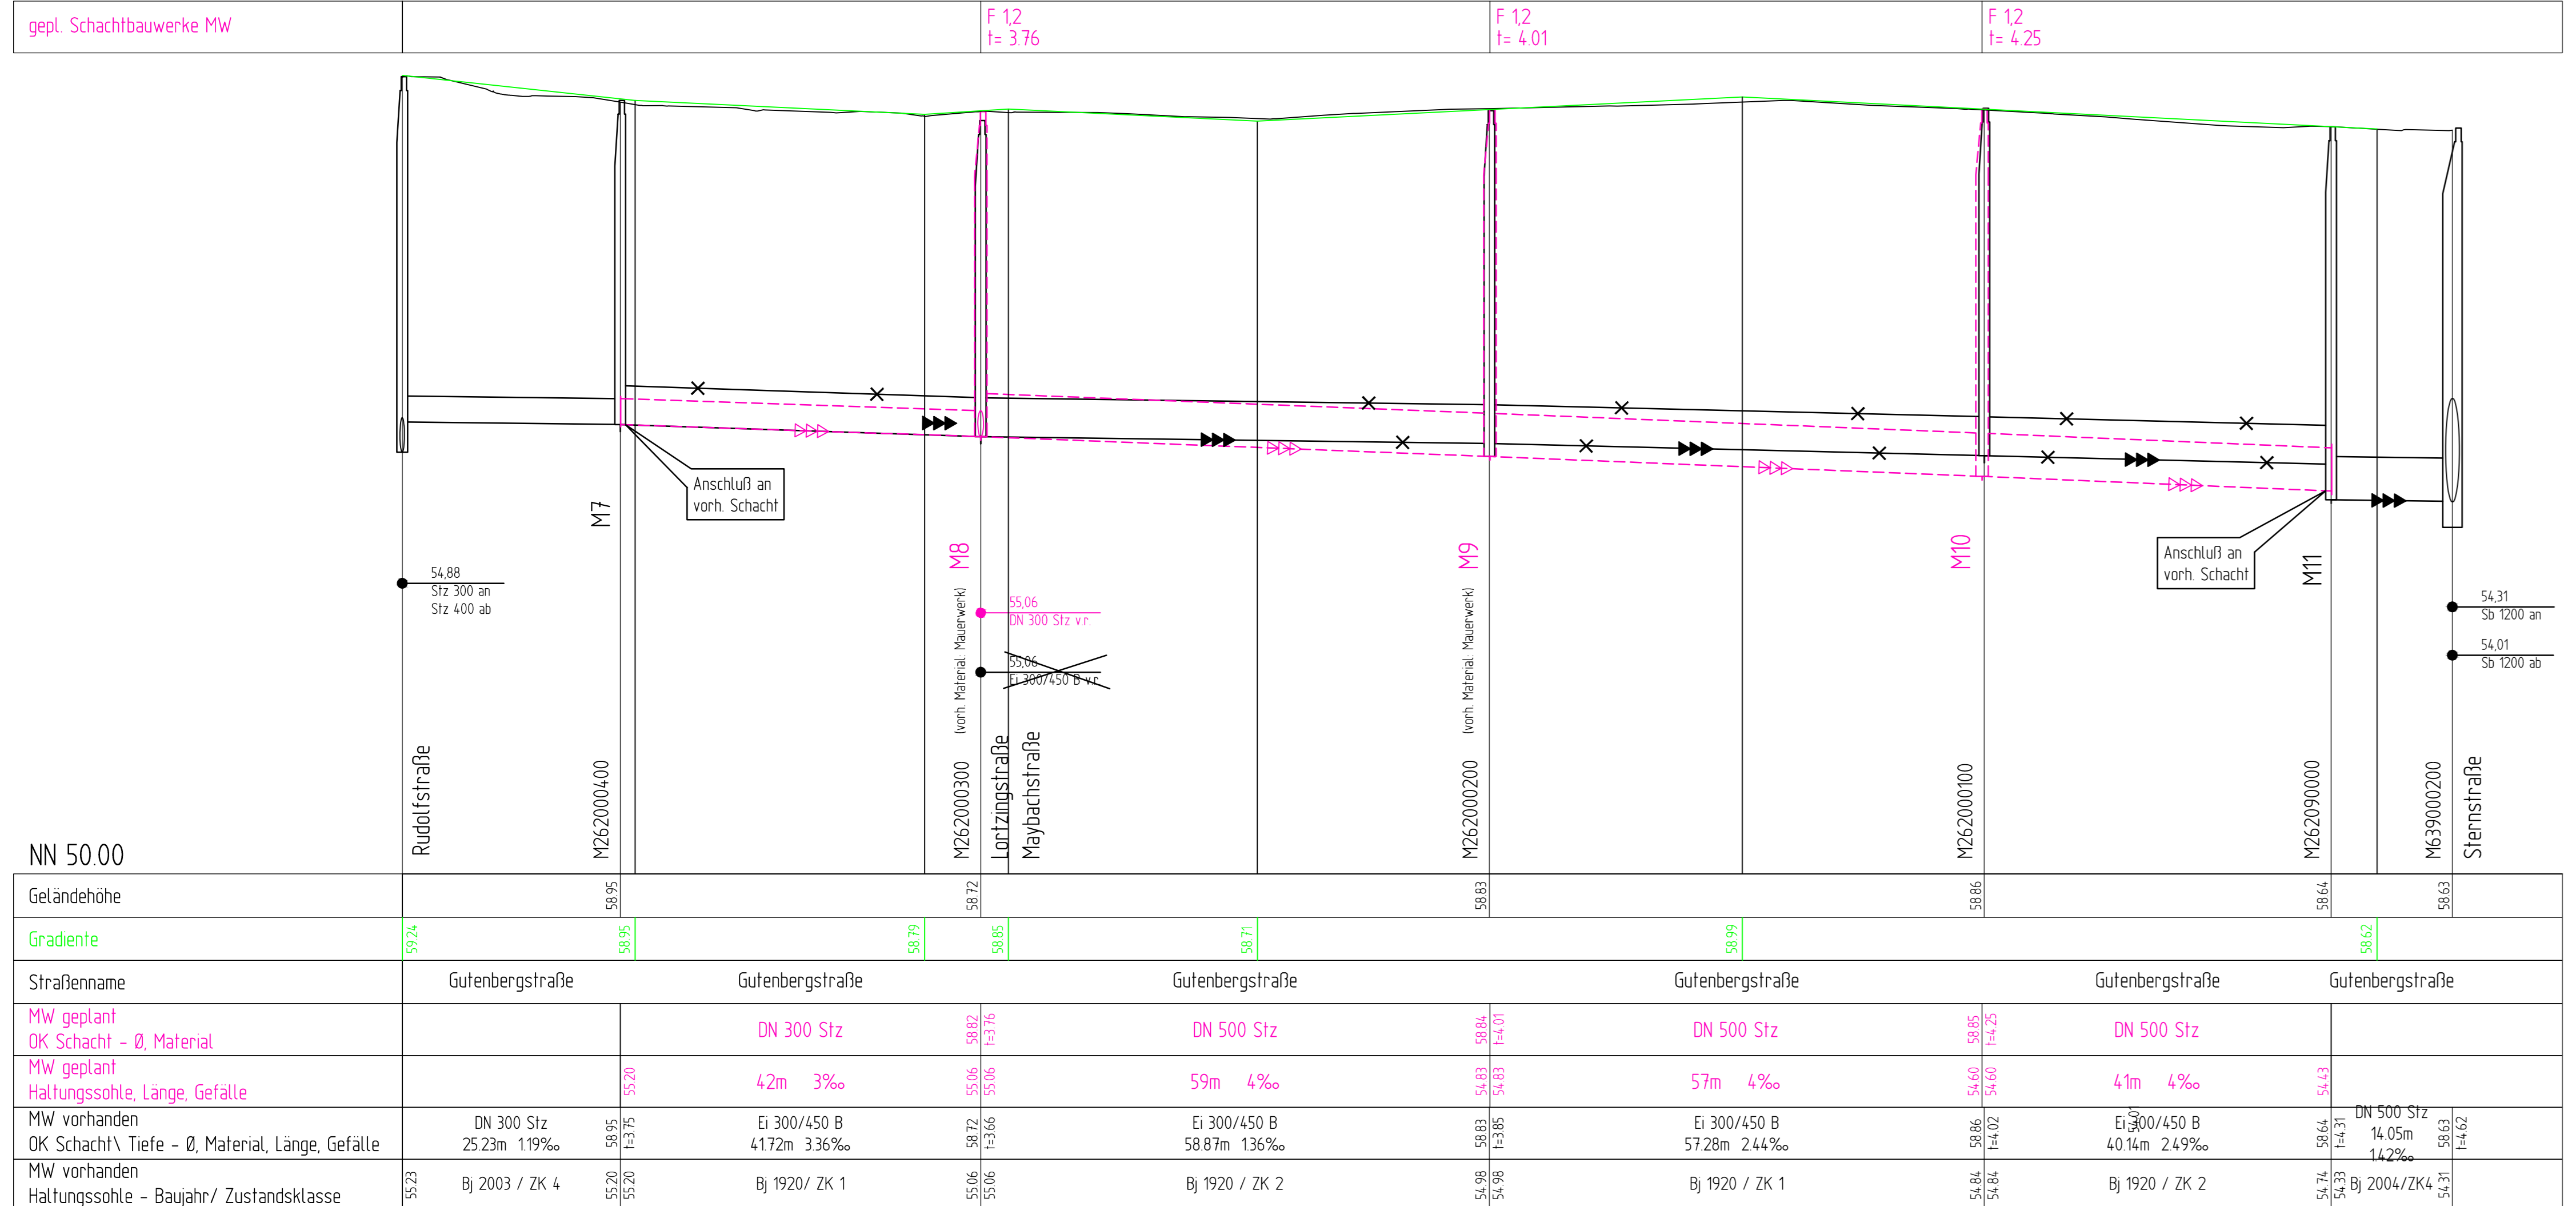 gepl. Schachtbauwerke MW
F 1,2
t= 3.76
F 1,2
t= 4.01
F 1,2
t= 4.25
Anschluß an
vorh. Schacht
Anschluß an
vorh. Schacht
M7
M8
M9
M10
M11
(vorh. Material: Mauerwerk)
(vorh. Material: Mauerwerk)
54,88
Stz 300 an
Stz 400 ab
55,06
DN 300 Stz v.r.
55,06
Ei 300/450 B v.r.
54,31
Sb 1200 an
54,01
Sb 1200 ab
Rudolfstraße
M262000400
M262000300
Lortzingstraße
Maybachstraße
M262000200
M262000100
M262090000
M639000200
Sternstraße
NN 50.00
Geländehöhe
58.95
58.72
58.83
58.86
58.64
58.63
Gradiente
59.24
58.95
58.79
58.85
58.71
58.99
58.62
Straßenname
Gutenbergstraße
Gutenbergstraße
Gutenbergstraße
Gutenbergstraße
Gutenbergstraße
Gutenbergstraße
MW geplant
OK Schacht - Ø, Material
DN 300 Stz
58.82
t=3.76
DN 500 Stz
58.84
t=4.01
DN 500 Stz
58.85
t=4.25
DN 500 Stz
MW geplant
Haltungssohle, Länge, Gefälle
55.20
42m 3‰
55.06
55.06
59m 4‰
54.83
54.83
57m 4‰
54.60
54.60
41m 4‰
54.43
MW vorhanden
OK Schacht\ Tiefe - Ø, Material, Länge, Gefälle
DN 300 Stz
25.23m 1.19‰
58.95
t=3.75
Ei 300/450 B
41.72m 3.36‰
58.72
t=3.66
Ei 300/450 B
58.87m 1.36‰
58.83
t=3.85
Ei 300/450 B
57.28m 2.44‰
58.86
t=4.02
54.01
Ei 300/450 B
40.14m 2.49‰
58.64
t=4.31
DN 500 Stz
14.05m
1.42‰
58.63
t=4.62
MW vorhanden
Haltungssohle - Baujahr/ Zustandsklasse
55.23
Bj 2003 / ZK 4
55.20
55.20
Bj 1920/ ZK 1
55.06
55.06
Bj 1920 / ZK 2
54.98
54.98
Bj 1920 / ZK 1
54.84
54.84
Bj 1920 / ZK 2
54.74
54.33
Bj 2004/ZK4
54.31